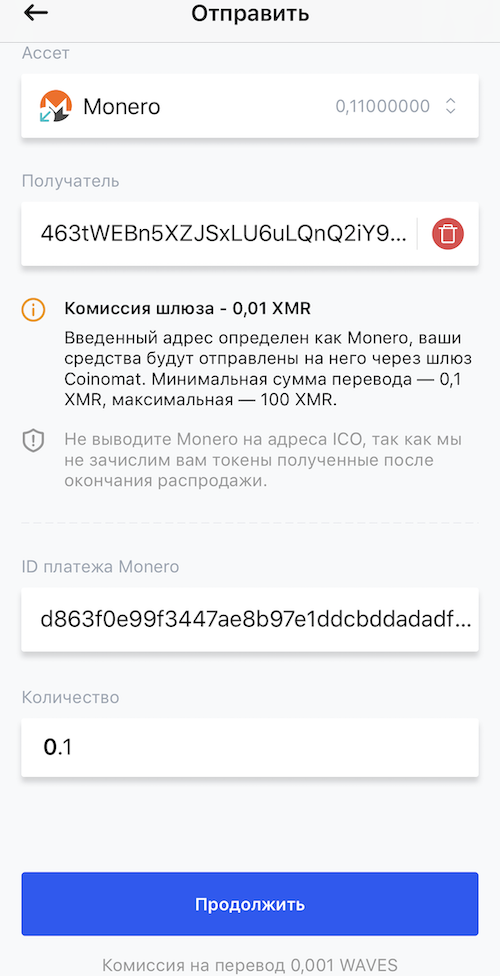 Отправить
Ассет
Monero 0,11000000
Получатель
463tWEBn5XZJSxLU6uLQnQ2iY9...
Комиссия шлюза - 0,01 XMR
Введенный адрес определен как Monero, ваши
средства будут отправлены на него через шлюз
Coinomat. Минимальная сумма перевода — 0,1
XMR, максимальная — 100 XMR.
Не выводите Monero на адреса ICO, так как мы
не зачислим вам токены полученные после
окончания распродажи.
ID платежа Monero
d863f0e99f3447ae8b97e1ddcbddadadf...
Количество
0.1
Продолжить
Комиссия на перевод 0,001 WAVES